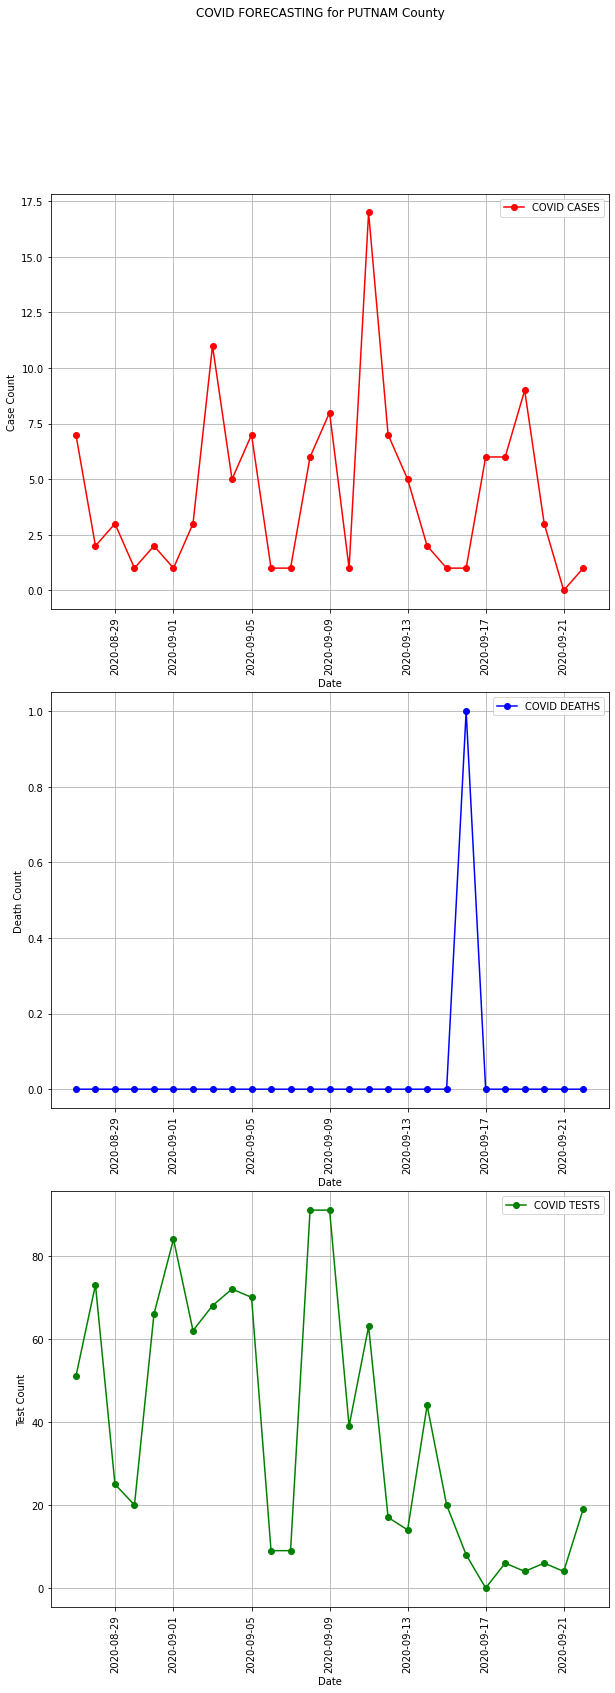 COVID FORECASTING for PUTNAM County
COVID CASES
17.5
15.0
12.5
10.0
7.5
5.0
2.5
0.0
Case Count
2020-08-29 2020-09-01 2020-09-05 2020-09-09 2020-09-13 2020-09-17 2020-09-21
Date
COVID DEATHS
1.0
0.8
0.6
0.4
0.2
0.0
Death Count
2020-08-29 2020-09-01 2020-09-05 2020-09-09 2020-09-13 2020-09-17 2020-09-21
Date
COVID TESTS
80
60
40
20
0
Test Count
2020-08-29 2020-09-01 2020-09-05 2020-09-09 2020-09-13 2020-09-17 2020-09-21
Date